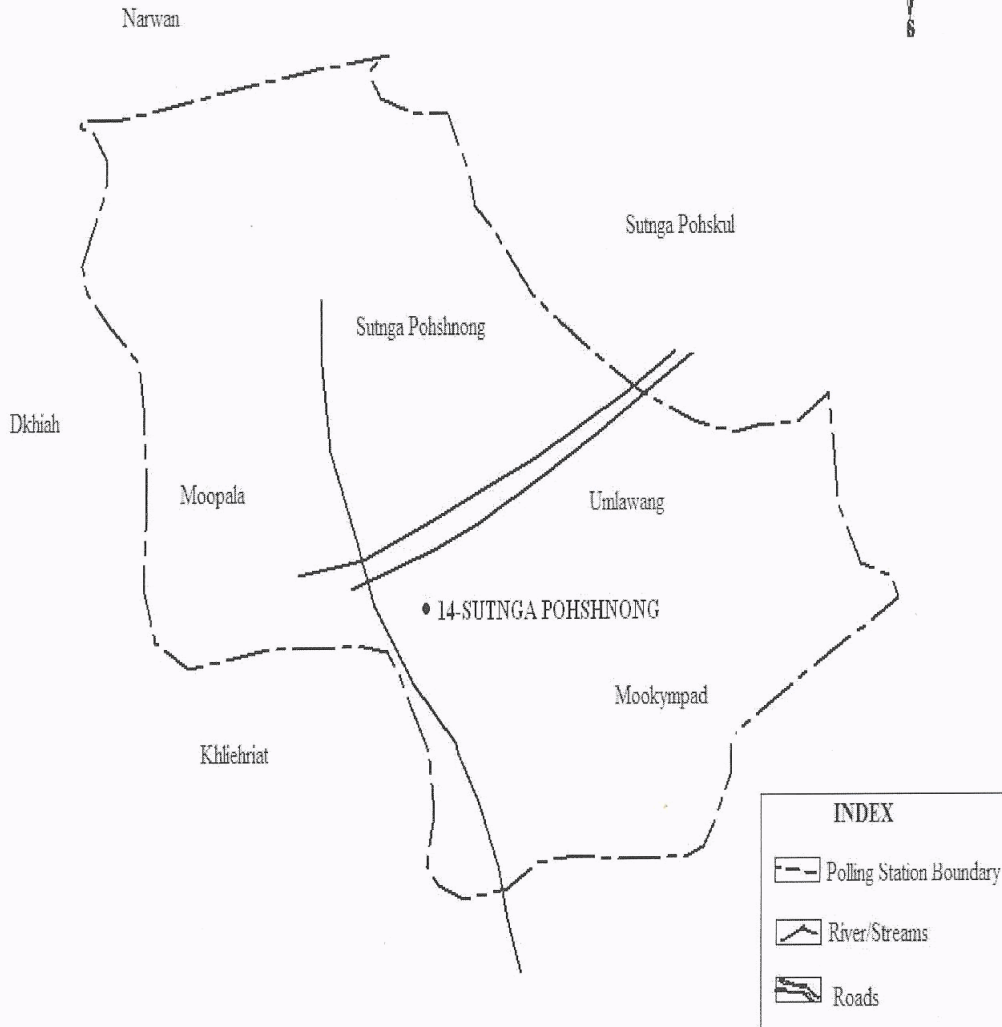 S
Narwan
Sutnga Pohskul
Sutnga Pohshnong
Dkhiah
Moopala
Umlawang
14-SUTNGA POHSHNONG
Mookympad
Khliehriat
INDEX
Polling Station Boundary
River/Streams
Roads